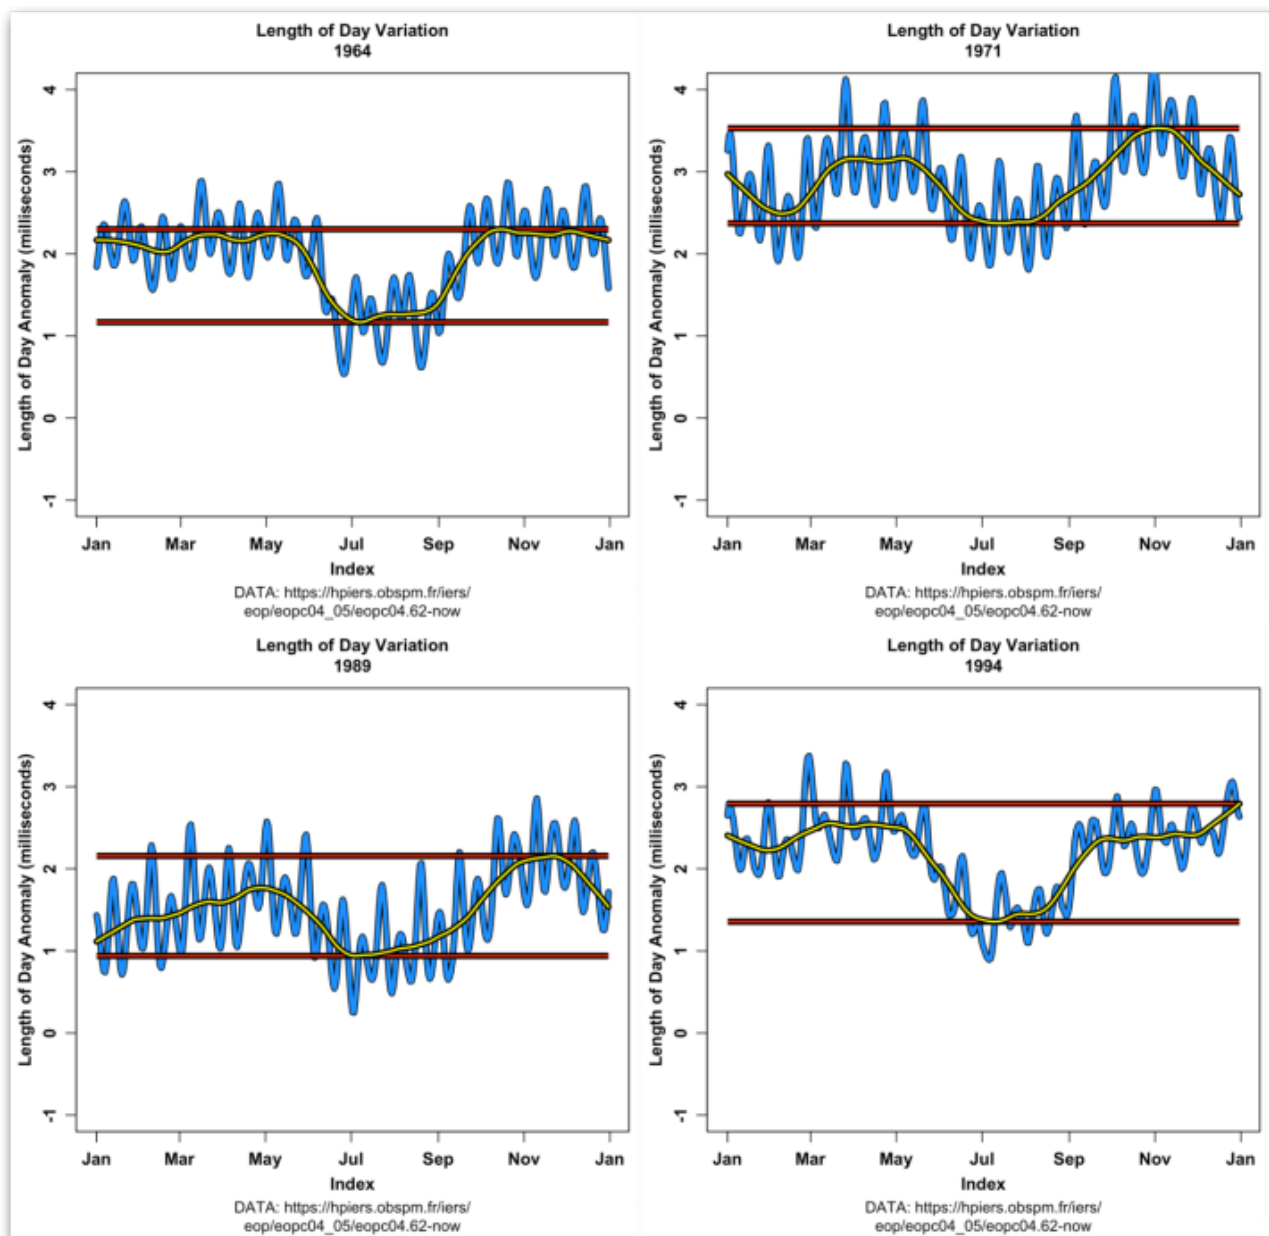 Length of Day Variation
1964
Length of Day Anomaly (milliseconds)
4
3
2
1
0
-1
Jan Mar May Jul Sep Nov Jan
Index
DATA: https://hpiers.obspm.fr/iers/
eop/eopc04_05/eopc04.62-now
Length of Day Variation
1971
Length of Day Anomaly (milliseconds)
4
3
2
1
0
-1
Jan Mar May Jul Sep Nov Jan
Index
DATA: https://hpiers.obspm.fr/iers/
eop/eopc04_05/eopc04.62-now
Length of Day Variation
1989
Length of Day Anomaly (milliseconds)
4
3
2
1
0
-1
Jan Mar May Jul Sep Nov Jan
Index
DATA: https://hpiers.obspm.fr/iers/
eop/eopc04_05/eopc04.62-now
Length of Day Variation
1994
Length of Day Anomaly (milliseconds)
4
3
2
1
0
-1
Jan Mar May Jul Sep Nov Jan
Index
DATA: https://hpiers.obspm.fr/iers/
eop/eopc04_05/eopc04.62-now